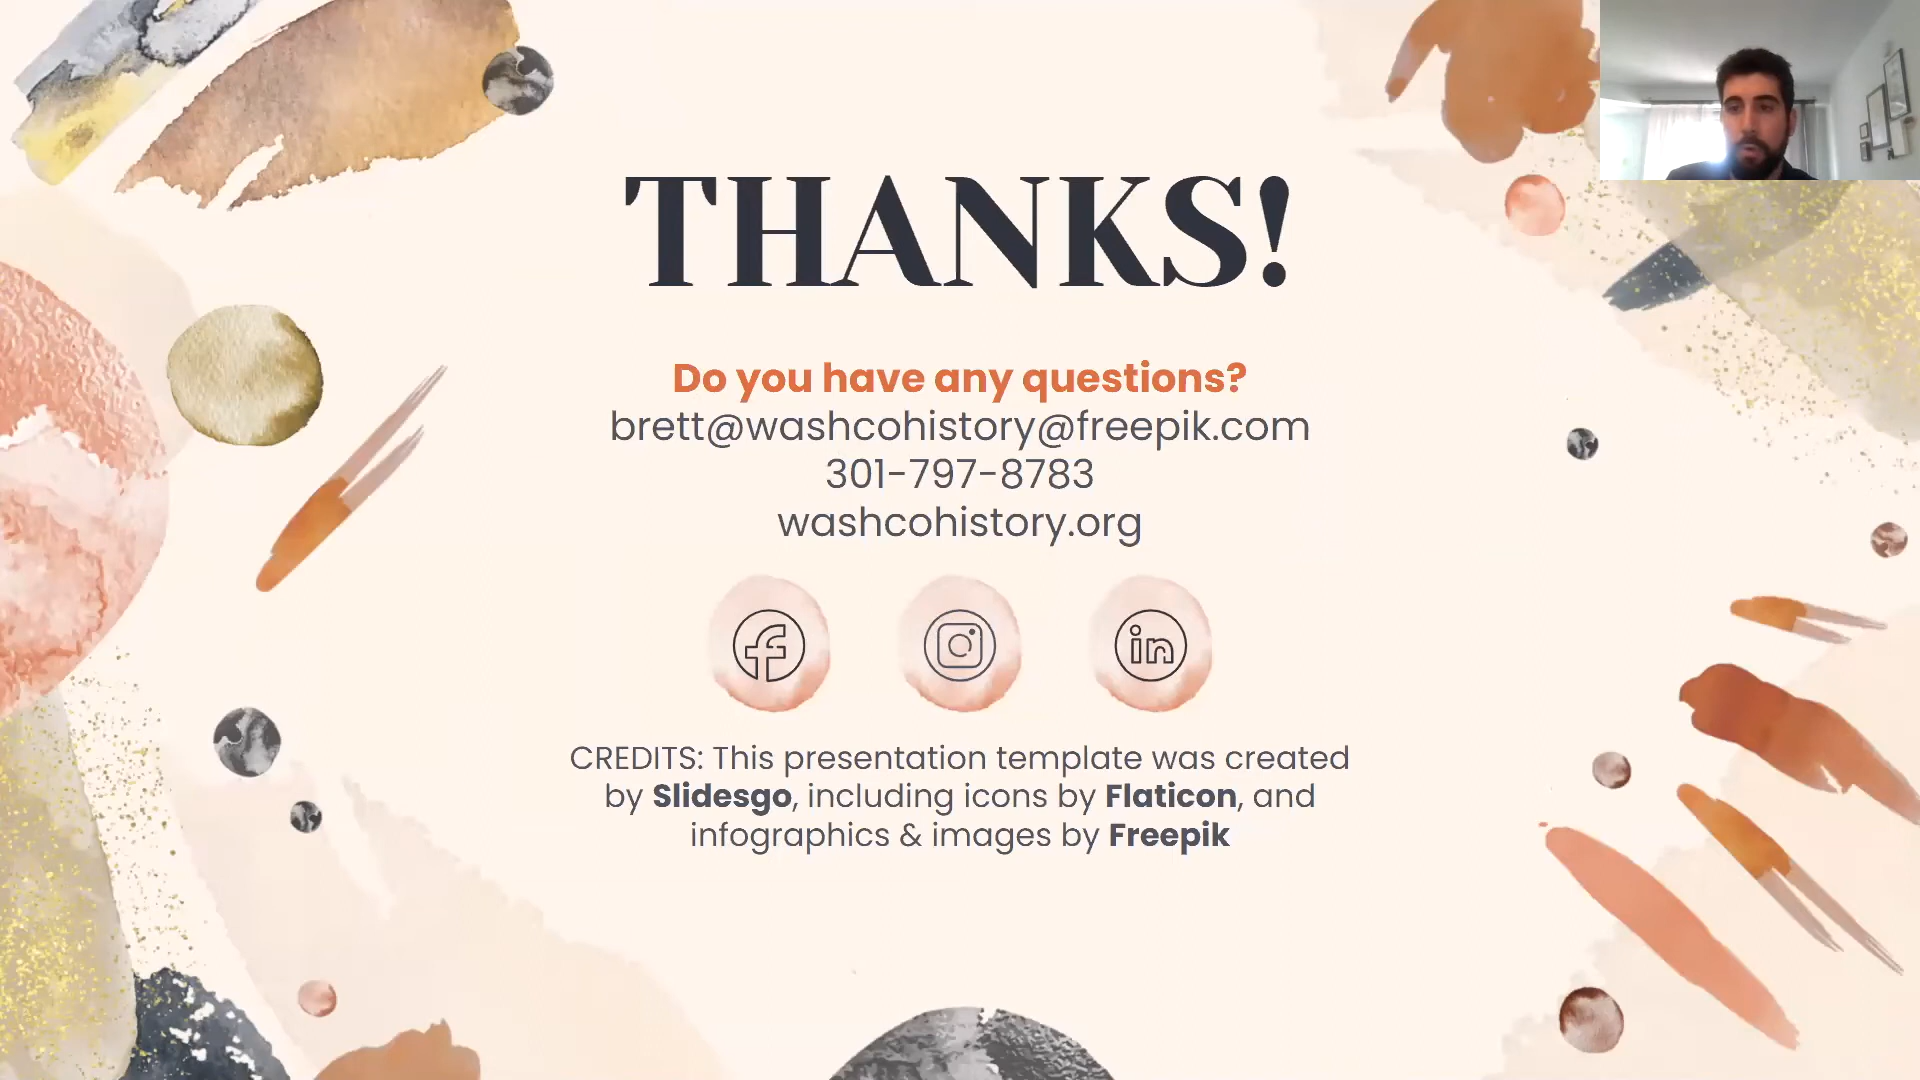 THANKS!
Do you have any questions?
brett@washcohistory@freepik.com
301-797-8783
washcohistory.org
CREDITS: This presentation template was created
by Slidesgo, including icons by Flaticon, and
infographics & images by Freepik